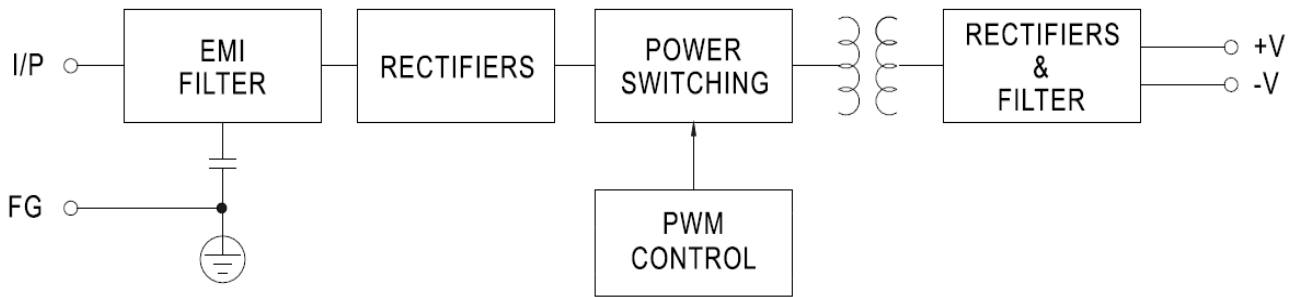 I/P
EMI
FILTER
RECTIFIERS
POWER
SWITCHING
RECTIFIERS
&
FILTER
+V
-V
FG
PWM
CONTROL